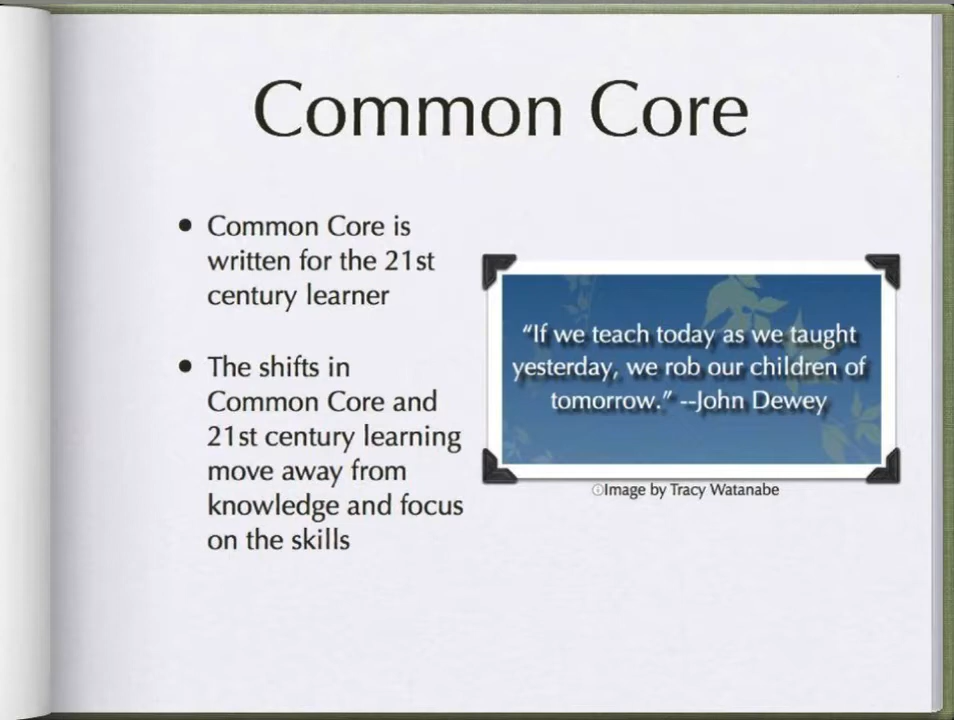 Common Core
• Common Core is
written for the 21st
century learner
• The shifts in
Common Core and
21st century learning
move away from
knowledge and focus
on the skills
“If we teach today as we taught
yesterday, we rob our children of
tomorrow.” --John Dewey
Image by Tracy Watanabe